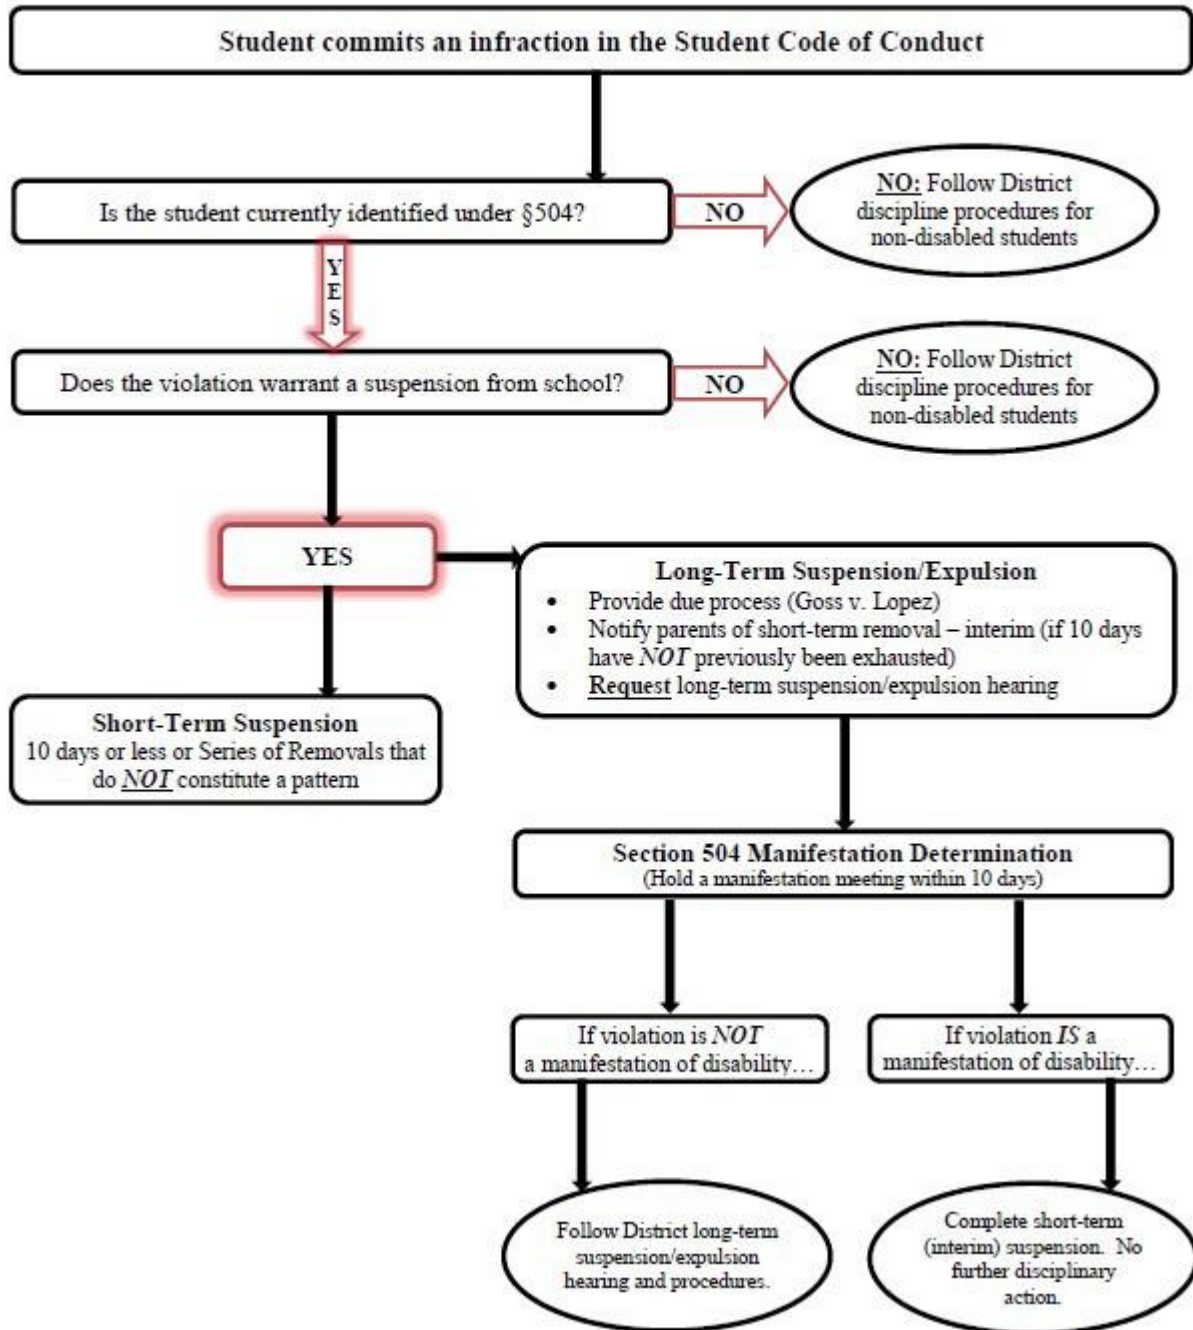 Student commits an infraction in the Student Code of Conduct
Is the student currently identified under §504?
NO
NO: Follow District
discipline procedures for
non-disabled students
YES
Does the violation warrant a suspension from school?
NO
NO: Follow District
discipline procedures for
non-disabled students
YES
Long-Term Suspension/Expulsion
• Provide due process (Goss v. Lopez)
• Notify parents of short-term removal – interim (if 10 days
have NOT previously been exhausted)
• Request long-term suspension/expulsion hearing
Short-Term Suspension
10 days or less or Series of Removals that
do NOT constitute a pattern
Section 504 Manifestation Determination
(Hold a manifestation meeting within 10 days)
If violation is NOT
a manifestation of disability…
If violation IS a
manifestation of disability…
Follow District long-term
suspension/expulsion
hearing and procedures.
Complete short-term
(interim) suspension. No
further disciplinary
action.